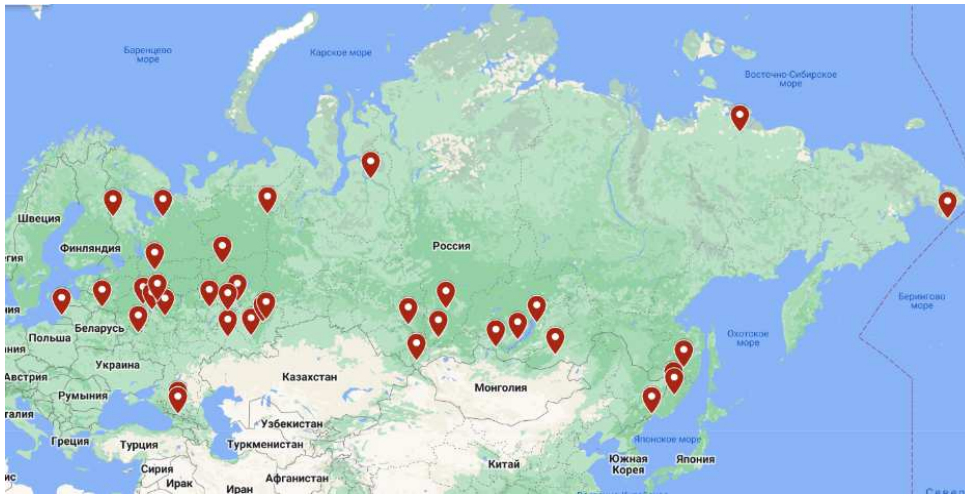 Баренцево
море
Карское море
Восточно-Сибирское
море
Швеция
Финляндия
Россия
Беларусь
Польша
Украина
Австрия
Румыния
Греция
Турция
Сирия
Ирак
Иран
Казахстан
Узбекистан
Туркменистан
Афганистан
Монголия
Китай
Охотское
море
Берингово
море
Японское море
Южная
Корея
Япония